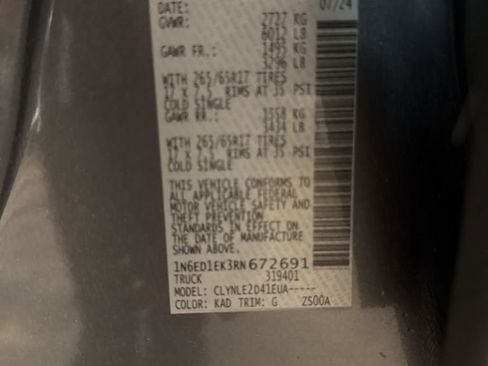 DATE: 07/24
GVWR: 2727 KG
6012 LB
GAWR FR.: 1495 KG
3296 LB
WITH 265/65R17 TIRES
17 X 7.5 RIMS AT 35 PSI
COLD SINGLE
GAWR RR.: 1558 KG
3434 LB
WITH 265/65R17 TIRES
17 X 7.5 RIMS AT 35 PSI
COLD SINGLE
THIS VEHICLE CONFORMS TO
ALL APPLICABLE FEDERAL
MOTOR VEHICLE SAFETY AND
THEFT PREVENTION
STANDARDS IN EFFECT ON
THE DATE OF MANUFACTURE
SHOWN ABOVE.
1N6ED1EK3RN672691
TRUCK 319401
MODEL: CLYNLE2D41EUA-----
COLOR: KAD TRIM: G ZS00A